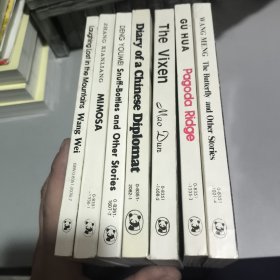 Laughing Lost in the Mountains Wang Wei
ZHANG XIANLIANG MIMOSA
DENG YOUMEI Snuff-Bottles and Other Stories
Diary of a Chinese Diplomat
The Vixen Mao Dun
GU HUA Pagoda Ridge
WANG MENG The Butterfly and Other Stories